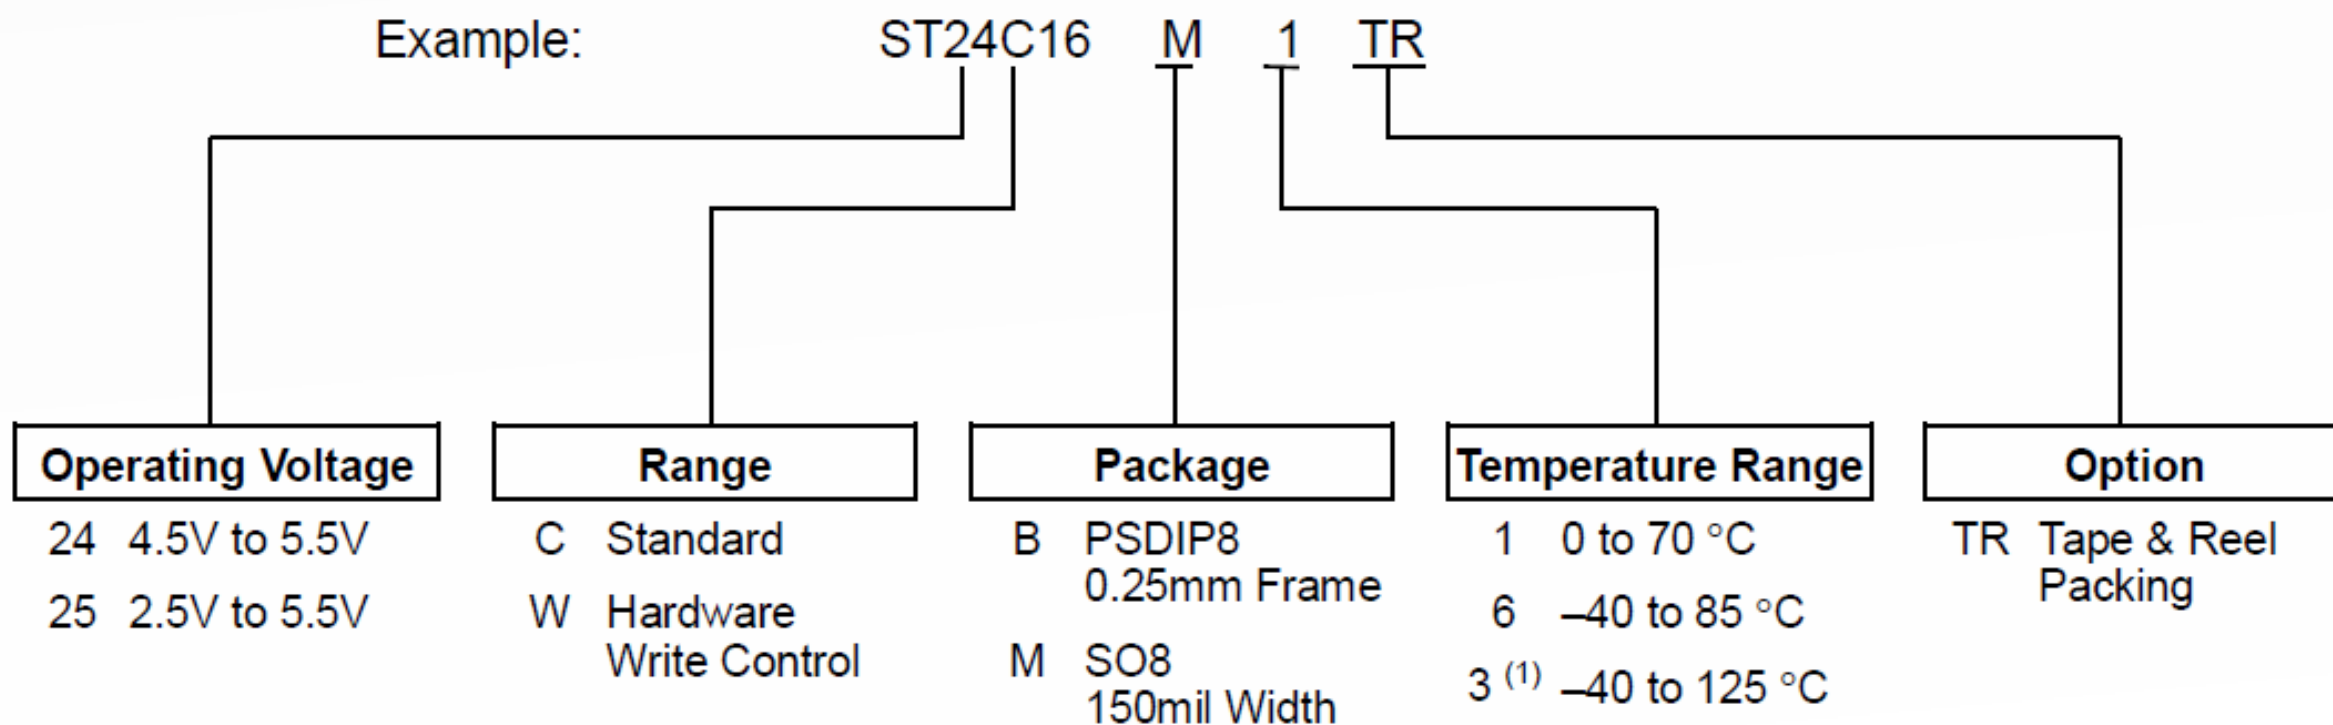 Example: ST24C16 M 1 TR
Operating Voltage
24 4.5V to 5.5V
25 2.5V to 5.5V
Range
C Standard
W Hardware
Write Control
Package
B PSDIP8
0.25mm Frame
M SO8
150mil Width
Temperature Range
1 0 to 70 °C
6 –40 to 85 °C
3 (1) –40 to 125 °C
Option
TR Tape & Reel
Packing